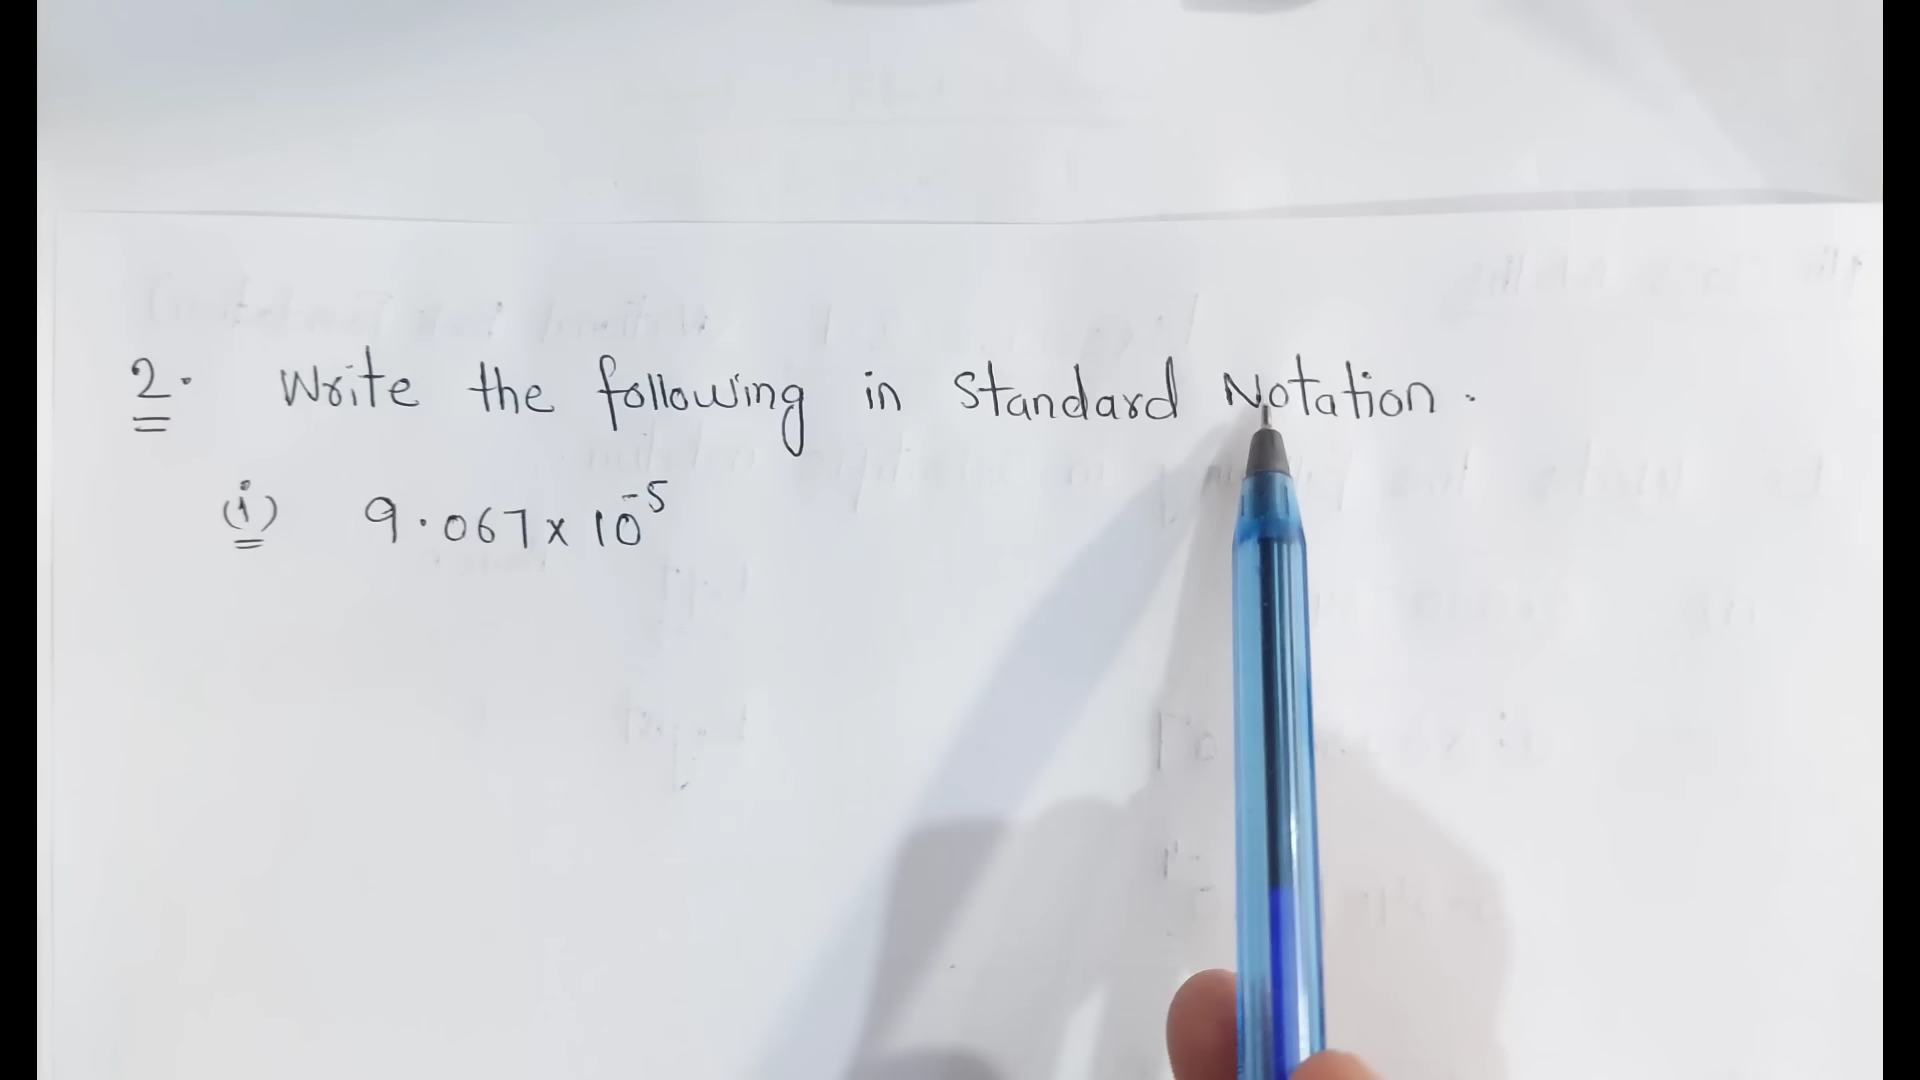 2. Write the following in Standard Notation.
(i) 9.067 x 10⁻⁵